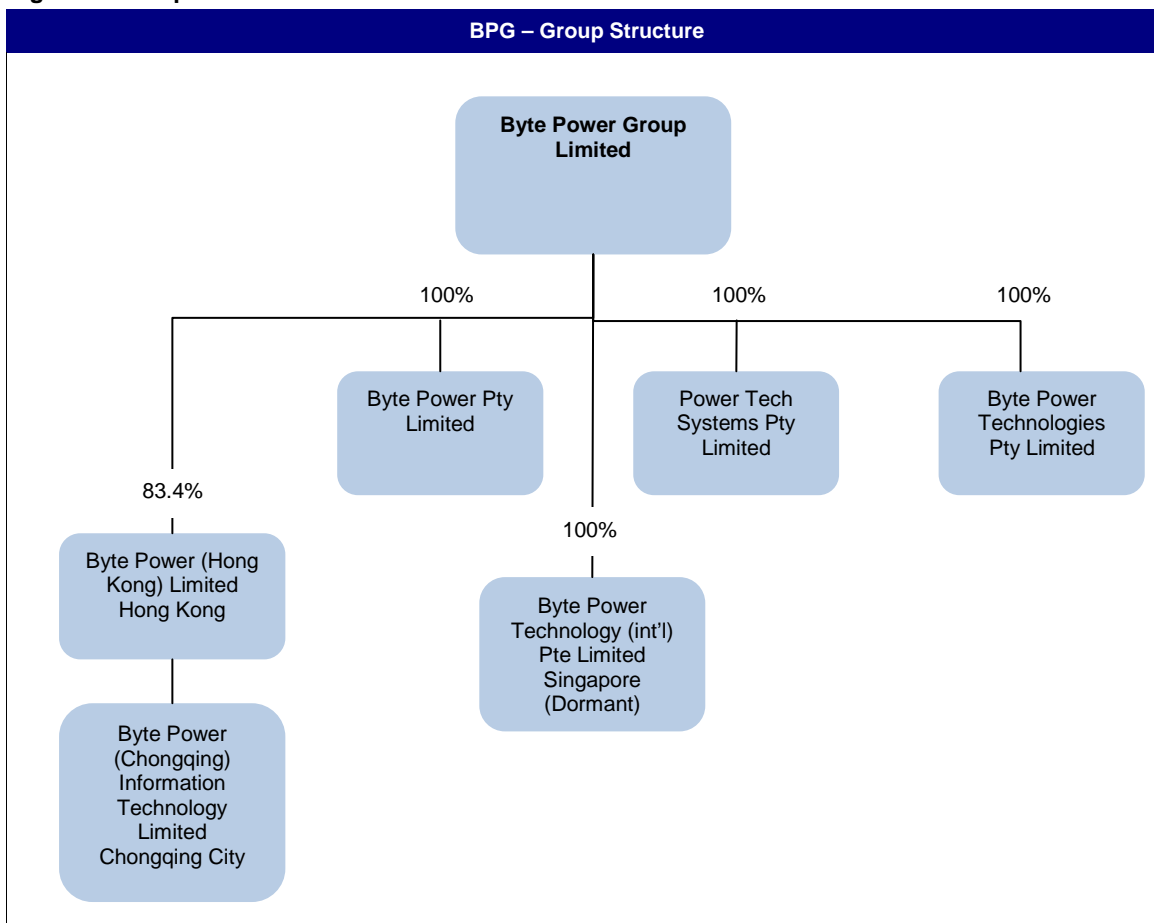 BPG – Group Structure
Byte Power Group
Limited
100%
100%
100%
Byte Power Pty
Limited
Power Tech
Systems Pty
Limited
Byte Power
Technologies
Pty Limited
83.4%
100%
Byte Power (Hong
Kong) Limited
Hong Kong
Byte Power
Technology (int'l)
Pte Limited
Singapore
(Dormant)
Byte Power
(Chongqing)
Information
Technology
Limited
Chongqing City